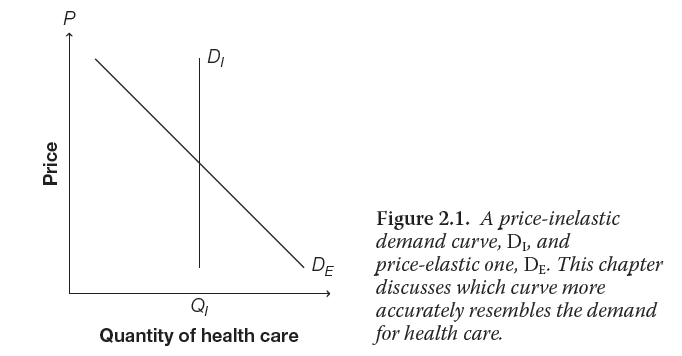 P
D_I
Price
D_E
Q_I
Quantity of health care
Figure 2.1. A price-inelastic
demand curve, D_I, and
price-elastic one, D_E. This chapter
discusses which curve more
accurately resembles the demand
for health care.